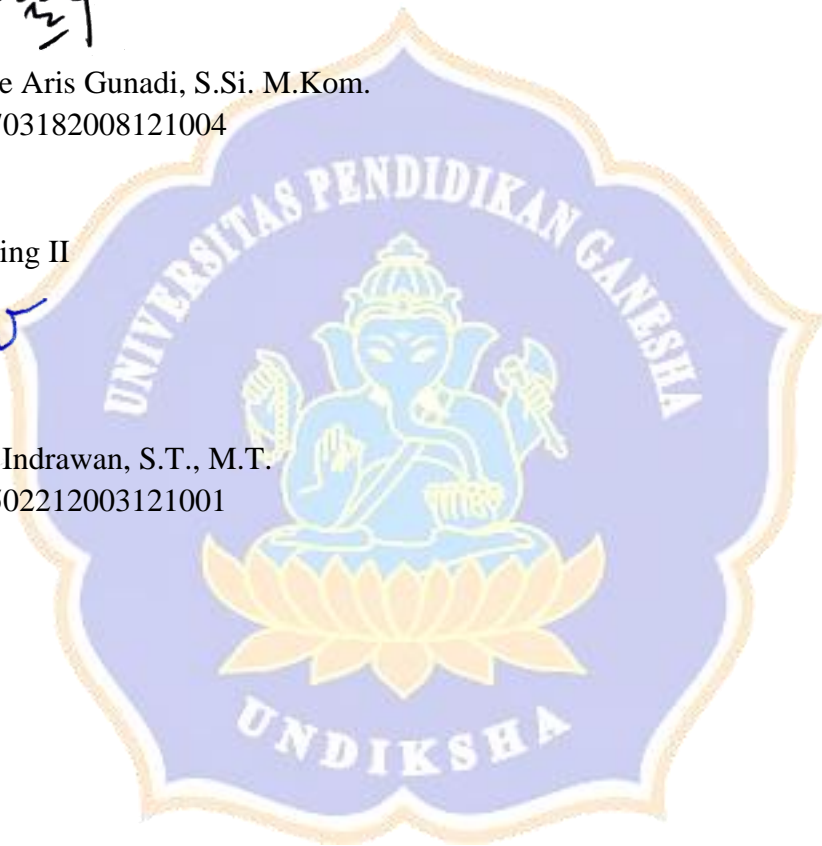 e Aris Gunadi, S.Si. M.Kom.
703182008121004
ing II
Indrawan, S.T., M.T.
502212003121001
UNIVERSITAS PENDIDIKAN GANESHA
UNDIKSHA